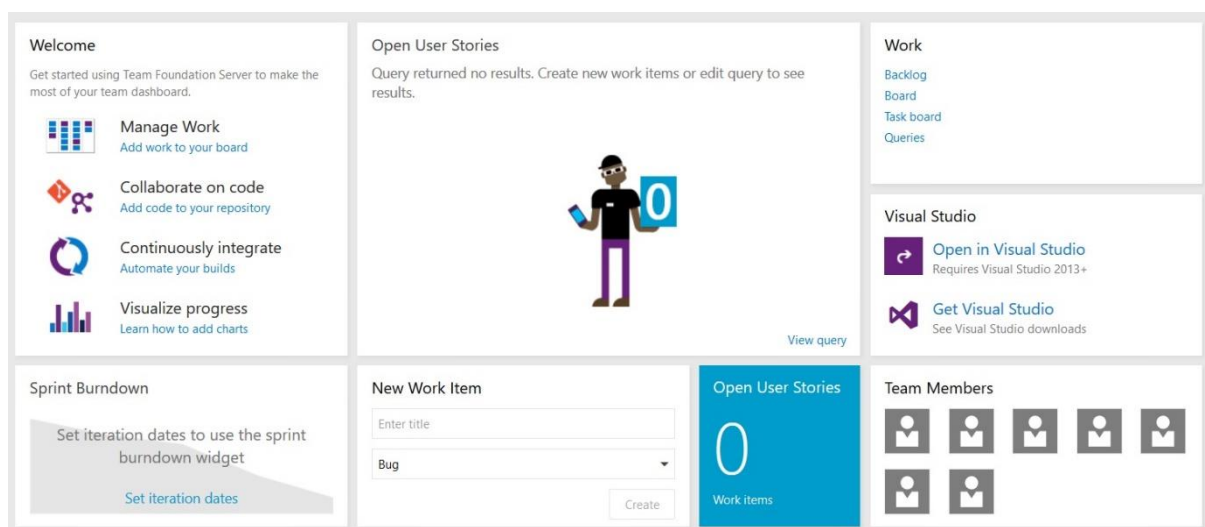 Welcome
Get started using Team Foundation Server to make the
most of your team dashboard.
Manage Work
Add work to your board
Collaborate on code
Add code to your repository
Continuously integrate
Automate your builds
Visualize progress
Learn how to add charts
Open User Stories
Query returned no results. Create new work items or edit query to see
results.
0
View query
Work
Backlog
Board
Task board
Queries
Visual Studio
Open in Visual Studio
Requires Visual Studio 2013+
Get Visual Studio
See Visual Studio downloads
Sprint Burndown
Set iteration dates to use the sprint
burndown widget
Set iteration dates
New Work Item
Enter title
Bug
Create
Open User Stories
0
Work items
Team Members